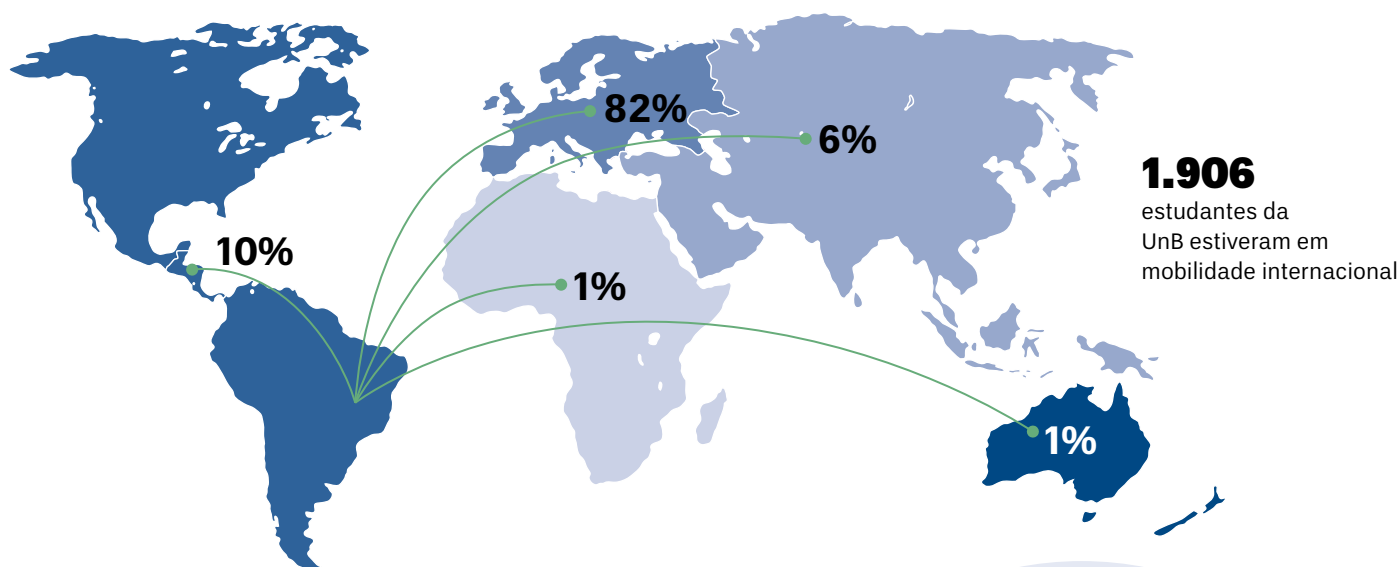 82%
6%
1.906
estudantes da
UnB estiveram em
mobilidade internacional
10%
1%
1%